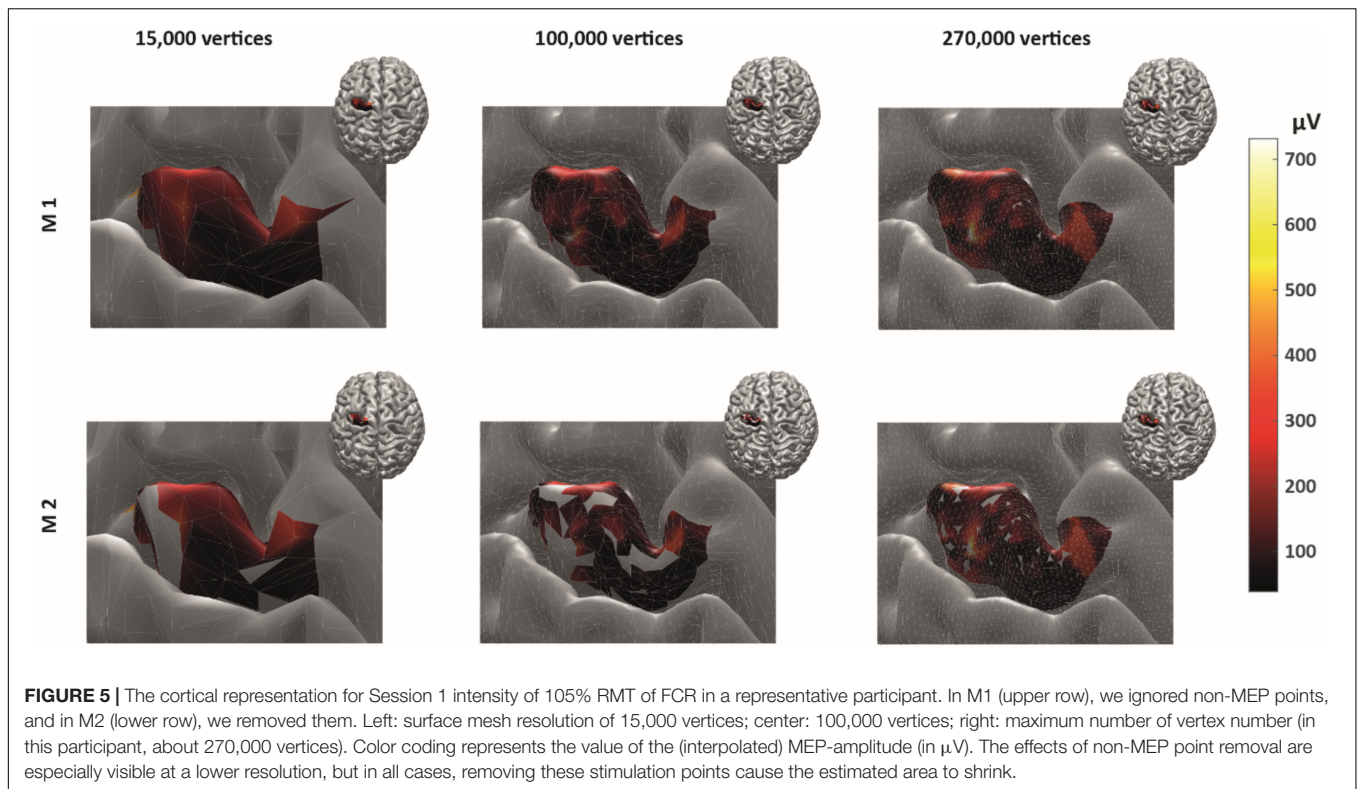 15,000 vertices
100,000 vertices
270,000 vertices
µV
M 1
700
600
500
400
300
200
100
M 2
FIGURE 5 | The cortical representation for Session 1 intensity of 105% RMT of FCR in a representative participant. In M1 (upper row), we ignored non-MEP points,
and in M2 (lower row), we removed them. Left: surface mesh resolution of 15,000 vertices; center: 100,000 vertices; right: maximum number of vertex number (in
this participant, about 270,000 vertices). Color coding represents the value of the (interpolated) MEP-amplitude (in µV). The effects of non-MEP point removal are
especially visible at a lower resolution, but in all cases, removing these stimulation points cause the estimated area to shrink.